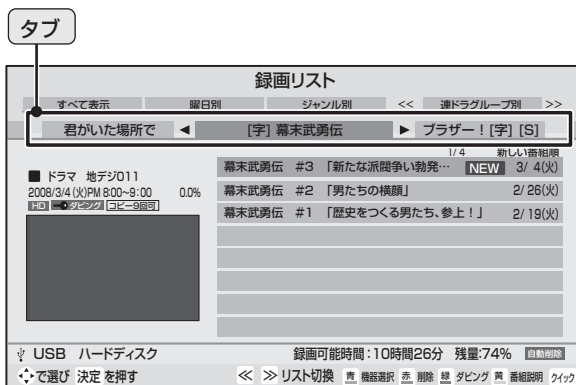 タブ
録画リスト
すべて表示 曜日別 ジャンル別 << 連ドラグループ別 >>
君がいた場所で ◀ [字] 幕末武勇伝 ▶ ブラザー！[字] [S]
1/4 新しい番組順
■ ドラマ 地デジ011
2008/3/4 (火)PM 8:00~9:00 0.0%
HD ダビング コピー9回可
幕末武勇伝 #3 「新たな派閥争い勃発… NEW 3/ 4(火)
幕末武勇伝 #2 「男たちの横顔」 2/ 26(火)
幕末武勇伝 #1 「歴史をつくる男たち、参上！」 2/ 19(火)
USB ハードディスク 録画可能時間：10時間26分 残量:74% 自動削除
で選び 決定 を押す ≪ ≫ リスト切換 青 機器選択 赤 削除 緑 ダビング 黄 番組説明 クイック